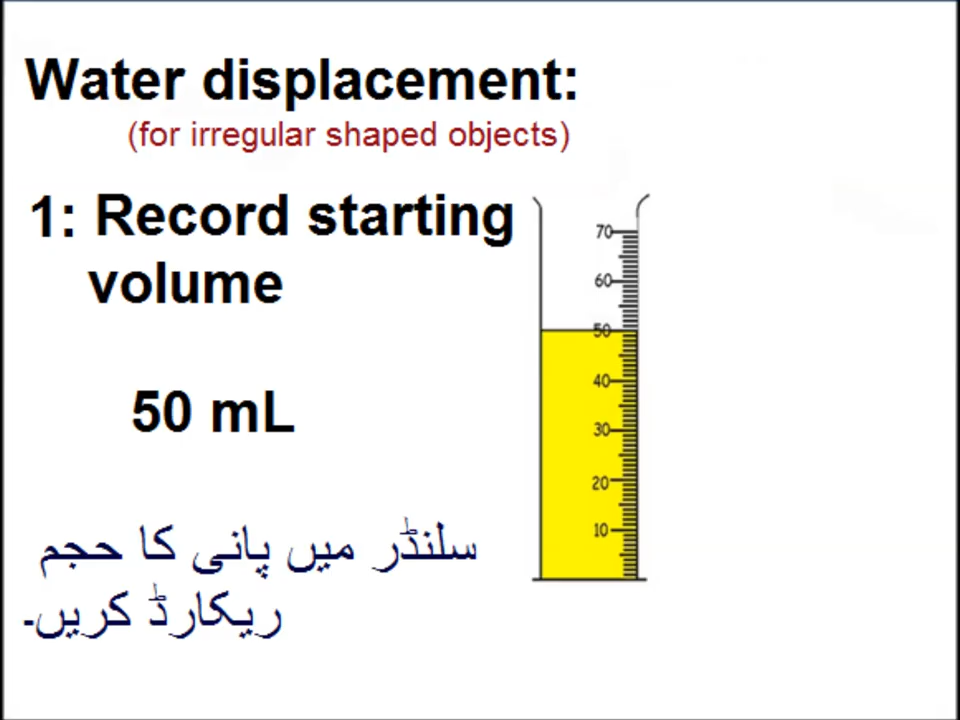 Water displacement:
(for irregular shaped objects)
1: Record starting
volume
50 mL
سلنڈر میں پانی کا حجم
ریکارڈ کریں۔
70
60
50
40
30
20
10